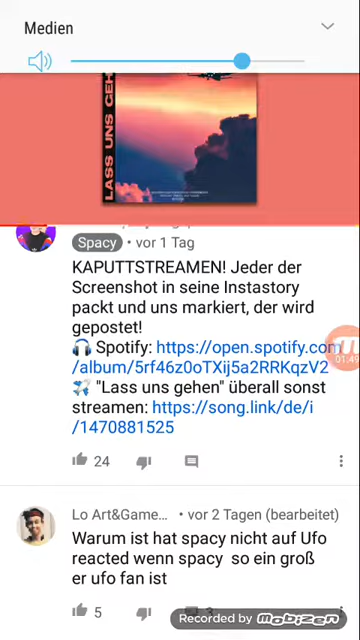 Medien
LASS UNS GEH
Spacy • vor 1 Tag
KAPUTTSTREAMEN! Jeder der
Screenshot in seine Instastory
packt und uns markiert, der wird
gepostet!
🎧 Spotify: https://open.spotify.com
/album/5rf46z0oTXij5a2RRKqzV2
"Lass uns gehen" überall sonst
streamen: https://song.link/de/i
/1470881525
01:49
24
Lo Art&Game... • vor 2 Tagen (bearbeitet)
Warum ist hat spacy nicht auf Ufo
reacted wenn spacy so ein groß
er ufo fan ist
5
Recorded by Mobizen